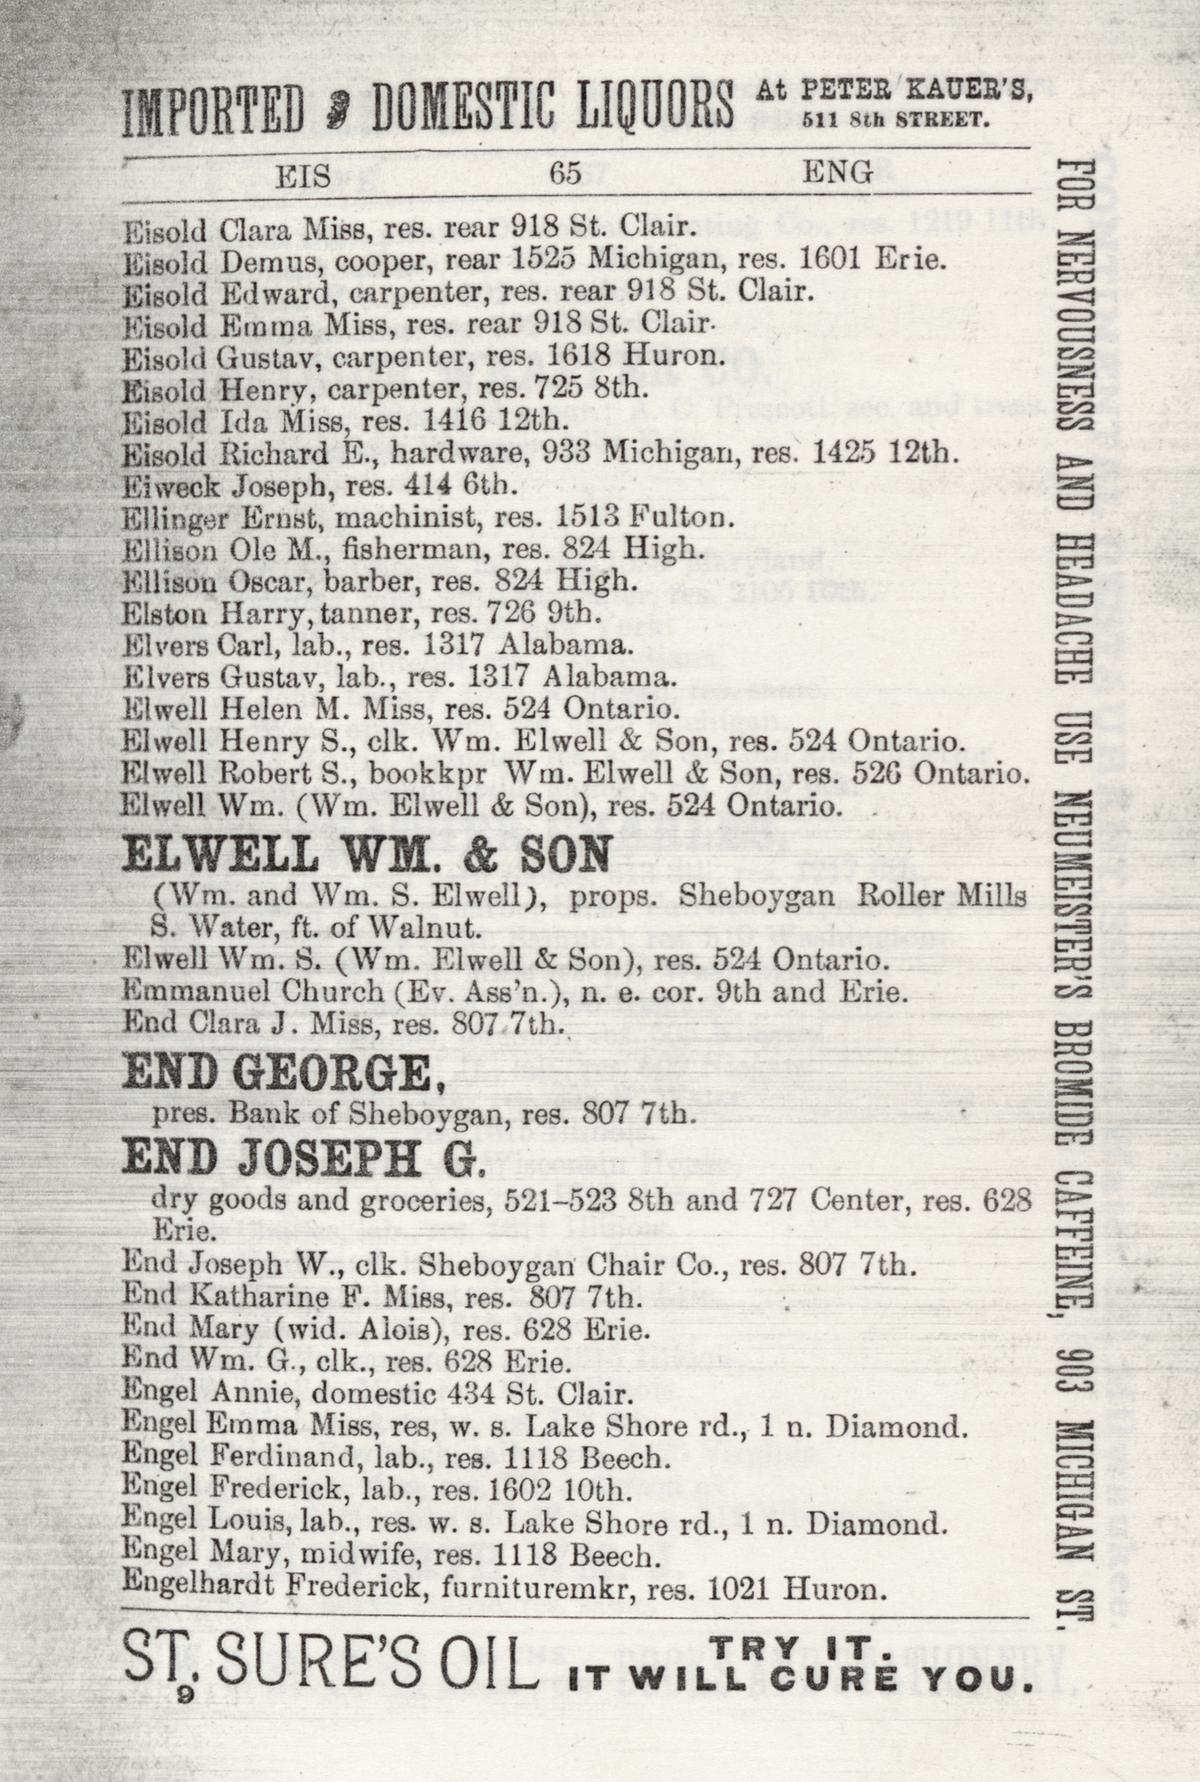 IMPORTED & DOMESTIC LIQUORS At PETER KAUER'S,
511 8th STREET.
EIS 65 ENG
Eisold Clara Miss, res. rear 918 St. Clair.
Eisold Demus, cooper, rear 1525 Michigan, res. 1601 Erie.
Eisold Edward, carpenter, res. rear 918 St. Clair.
Eisold Emma Miss, res. rear 918 St. Clair.
Eisold Gustav, carpenter, res. 1618 Huron.
Eisold Henry, carpenter, res. 725 8th.
Eisold Ida Miss, res. 1416 12th.
Eisold Richard E., hardware, 933 Michigan, res. 1425 12th.
Eiweck Joseph, res. 414 6th.
Ellinger Ernst, machinist, res. 1513 Fulton.
Ellison Ole M., fisherman, res. 824 High.
Ellison Oscar, barber, res. 824 High.
Elston Harry, tanner, res. 726 9th.
Elvers Carl, lab., res. 1317 Alabama.
Elvers Gustav, lab., res. 1317 Alabama.
Elwell Helen M. Miss, res. 524 Ontario.
Elwell Henry S., clk. Wm. Elwell & Son, res. 524 Ontario.
Elwell Robert S., bookkpr Wm. Elwell & Son, res. 526 Ontario.
Elwell Wm. (Wm. Elwell & Son), res. 524 Ontario.
ELWELL WM. & SON
(Wm. and Wm. S. Elwell), props. Sheboygan Roller Mills
S. Water, ft. of Walnut.
Elwell Wm. S. (Wm. Elwell & Son), res. 524 Ontario.
Emmanuel Church (Ev. Ass'n.), n. e. cor. 9th and Erie.
End Clara J. Miss, res. 807 7th.
END GEORGE,
pres. Bank of Sheboygan, res. 807 7th.
END JOSEPH G.
dry goods and groceries, 521–523 8th and 727 Center, res. 628
Erie.
End Joseph W., clk. Sheboygan Chair Co., res. 807 7th.
End Katharine F. Miss, res. 807 7th.
End Mary (wid. Alois), res. 628 Erie.
End Wm. G., clk., res. 628 Erie.
Engel Annie, domestic 434 St. Clair.
Engel Emma Miss, res, w. s. Lake Shore rd., 1 n. Diamond.
Engel Ferdinand, lab., res. 1118 Beech.
Engel Frederick, lab., res. 1602 10th.
Engel Louis, lab., res. w. s. Lake Shore rd., 1 n. Diamond.
Engel Mary, midwife, res. 1118 Beech.
Engelhardt Frederick, furnituremkr, res. 1021 Huron.
ST. SURE'S OIL TRY IT.
IT WILL CURE YOU.
9
FOR NERVOUSNESS AND HEADACHE USE NEUMEISTER'S BROMIDE CAFFEINE, 903 MICHIGAN ST.